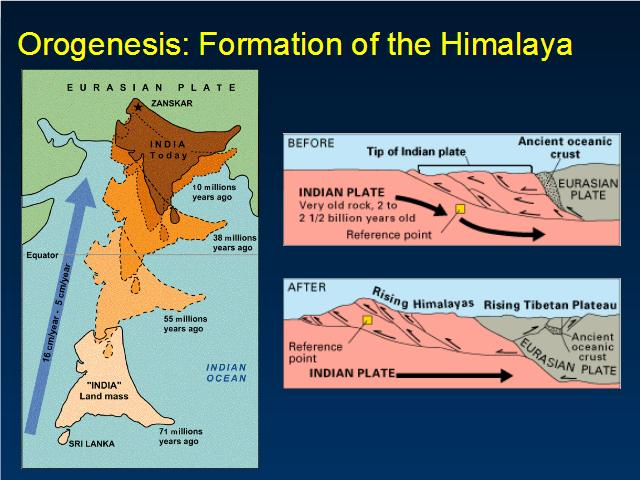 Orogenesis: Formation of the Himalaya
EURASIAN PLATE
ZANSKAR
INDIA
Today
10 millions
years ago
38 millions
years ago
Equator
16 cm/year - 5 cm/year
55 millions
years ago
INDIAN
OCEAN
"INDIA"
Land mass
71 millions
years ago
SRI LANKA
BEFORE
Tip of Indian plate
Ancient oceanic
crust
EURASIAN
PLATE
INDIAN PLATE
Very old rock, 2 to
2 1/2 billion years old
Reference point
AFTER
Rising Himalayas
Rising Tibetan Plateau
Reference
point
Ancient
oceanic
crust
EURASIAN PLATE
INDIAN PLATE